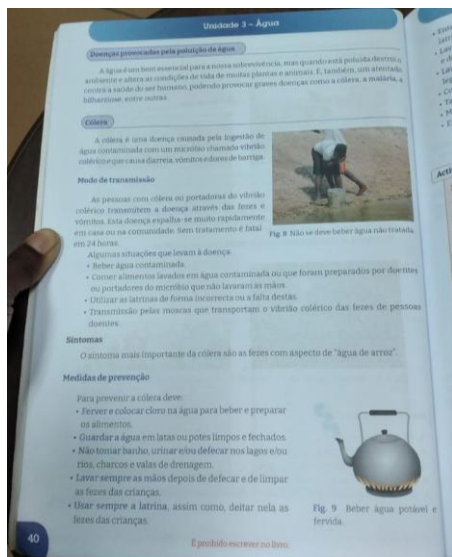 Unidade 3 – Água
Doenças provocadas pela poluição da água
A água é um bem essencial para a nossa sobrevivência, mas quando está poluída destrói o
ambiente e altera as condições de vida de muitas plantas e animais. É, também, um atentado
contra a saúde do ser humano, podendo provocar graves doenças como a cólera, a malária, a
bilharziose, entre outras.
Cólera
A cólera é uma doença causada pela ingestão de
água contaminada com um micróbio chamado vibrião
colérico e que causa diarreia, vómitos e dores de barriga.
Modo de transmissão
As pessoas com cólera ou portadoras do vibrião
colérico transmitem a doença através das fezes e
vómitos. Esta doença espalha-se muito rapidamente
em casa ou na comunidade. Sem tratamento é fatal
em 24 horas.
Fig. 8 Não se deve beber água não tratada.
Algumas situações que levam à doença:
• Beber água contaminada.
• Comer alimentos lavados em água contaminada ou que foram preparados por doentes
ou portadores do micróbio que não lavaram as mãos.
• Utilizar as latrinas de forma incorrecta ou a falta destas.
• Transmissão pelas moscas que transportam o vibrião colérico das fezes de pessoas
doentes.
Sintomas
O sintoma mais importante da cólera são as fezes com aspecto de "água de arroz".
Medidas de prevenção
Para prevenir a cólera deve:
• Ferver e colocar cloro na água para beber e preparar
os alimentos.
• Guardar a água em latas ou potes limpos e fechados.
• Não tomar banho, urinar e/ou defecar nos lagos e/ou
rios, charcos e valas de drenagem.
• Lavar sempre as mãos depois de defecar e de limpar
as fezes das crianças.
• Usar sempre a latrina, assim como, deitar nela as
fezes das crianças.
Fig. 9 Beber água potável e
fervida.
40
É proibido escrever no livro.